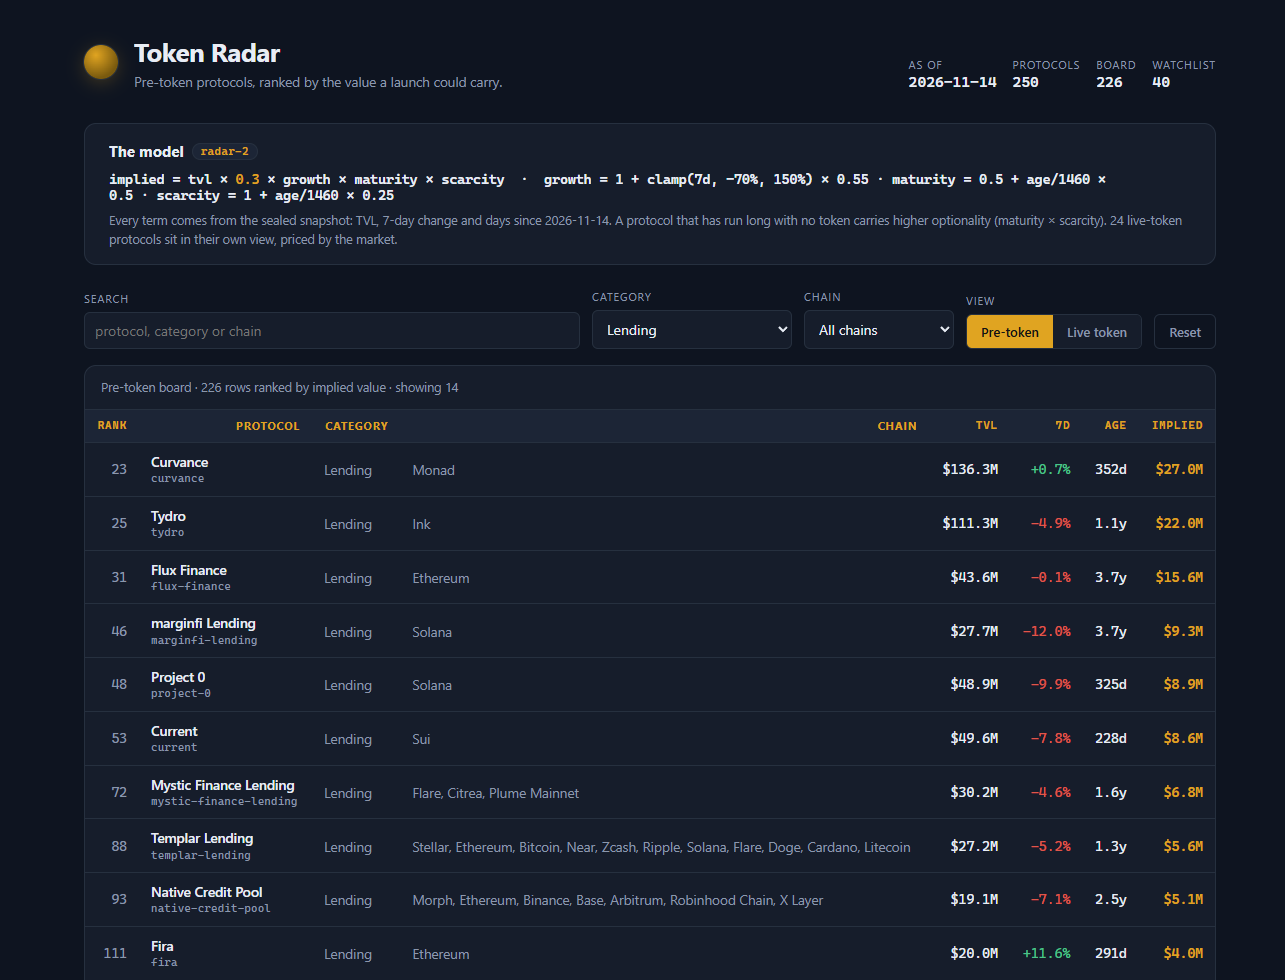 Token Radar
Pre-token protocols, ranked by the value a launch could carry.
AS OF
2026-11-14
PROTOCOLS
250
BOARD
226
WATCHLIST
40
The model radar-2
implied = tvl × 0.3 × growth × maturity × scarcity · growth = 1 + clamp(7d, −70%, 150%) × 0.55 · maturity = 0.5 + age/1460 ×
0.5 · scarcity = 1 + age/1460 × 0.25
Every term comes from the sealed snapshot: TVL, 7-day change and days since 2026-11-14. A protocol that has run long with no token carries higher optionality (maturity × scarcity). 24 live-token
protocols sit in their own view, priced by the market.
SEARCH
protocol, category or chain
CATEGORY
Lending
CHAIN
All chains
VIEW
Pre-token Live token
Reset
Pre-token board · 226 rows ranked by implied value · showing 14
RANK PROTOCOL CATEGORY CHAIN TVL 7D AGE IMPLIED
23 Curvance Lending Monad $136.3M +0.7% 352d $27.0M
curvance
25 Tydro Lending Ink $111.3M −4.9% 1.1y $22.0M
tydro
31 Flux Finance Lending Ethereum $43.6M −0.1% 3.7y $15.6M
flux-finance
46 marginfi Lending Lending Solana $27.7M −12.0% 3.7y $9.3M
marginfi-lending
48 Project 0 Lending Solana $48.9M −9.9% 325d $8.9M
project-0
53 Current Lending Sui $49.6M −7.8% 228d $8.6M
current
72 Mystic Finance Lending Lending Flare, Citrea, Plume Mainnet $30.2M −4.6% 1.6y $6.8M
mystic-finance-lending
88 Templar Lending Lending Stellar, Ethereum, Bitcoin, Near, Zcash, Ripple, Solana, Flare, Doge, Cardano, Litecoin $27.2M −5.2% 1.3y $5.6M
templar-lending
93 Native Credit Pool Lending Morph, Ethereum, Binance, Base, Arbitrum, Robinhood Chain, X Layer $19.1M −7.1% 2.5y $5.1M
native-credit-pool
111 Fira Lending Ethereum $20.0M +11.6% 291d $4.0M
fira